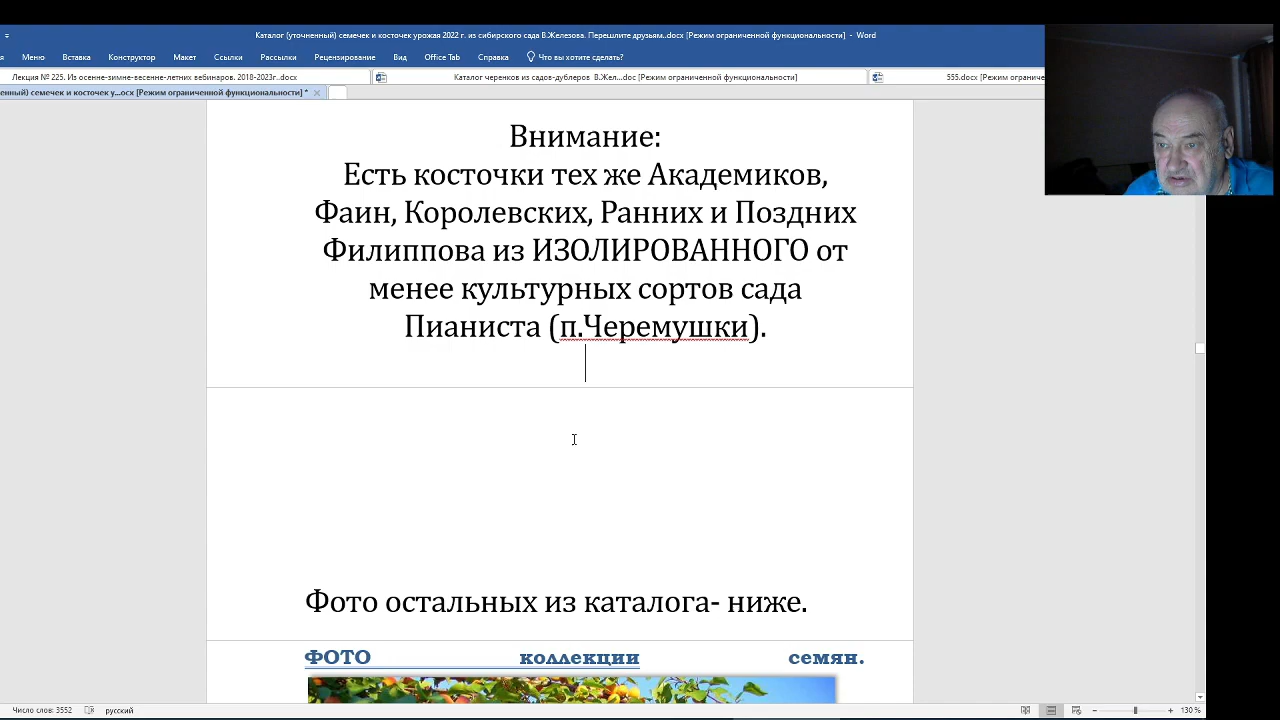 Каталог (уточненный) семечек и косточек урожая 2022 г. из сибирского сада В.Железова. Перешлите друзьям..docx [Режим ограниченной функциональности] - Word
я Меню Вставка Конструктор Макет Ссылки Рассылки Рецензирование Вид Office Tab Справка Что вы хотите сделать?
Лекция № 225. Из осенне-зимне-весенне-летних вебинаров. 2018-2023г..docx Каталог черенков из садов-дублеров В.Жел...doc [Режим ограниченной функциональности] 555.docx [Режим ограниче
енный) семечек и косточек у...осх [Режим ограниченной функциональности] *
Внимание:
Есть косточки тех же Академиков,
Фаин, Королевских, Ранних и Поздних
Филиппова из ИЗОЛИРОВАННОГО от
менее культурных сортов сада
Пианиста (п.Черемушки).
Фото остальных из каталога- ниже.
ФОТО коллекции семян.
Число слов: 3552 русский 130 %